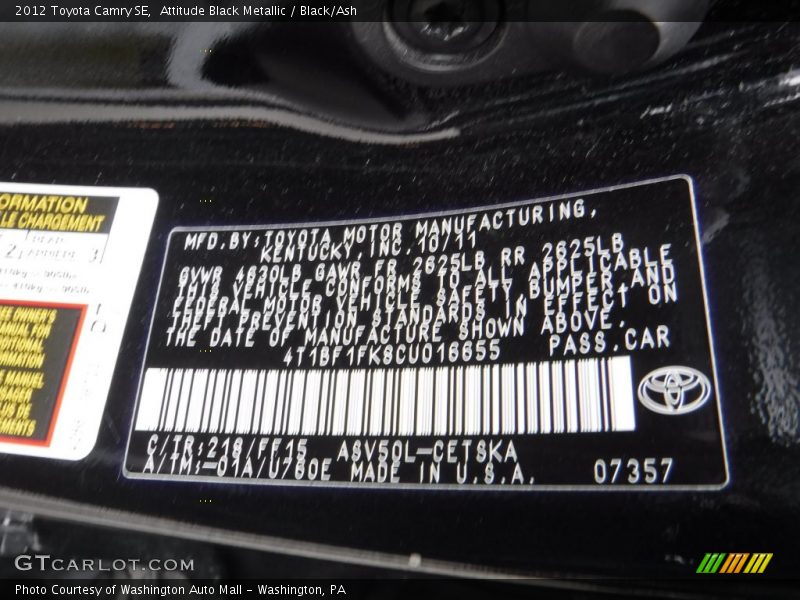 2012 Toyota Camry SE,  Attitude Black Metallic / Black/Ash
ORMATION
LE CHARGEMENT
MFD. BY: TOYOTA MOTOR MANUFACTURING,
KENTUCKY, INC. 10/11
GVWR 4630LB GAWR FR 2625LB RR 2625LB
THIS VEHICLE CONFORMS TO ALL APPLICABLE
FEDERAL MOTOR VEHICLE SAFETY, BUMPER AND
THEFT PREVENTION STANDARDS IN EFFECT ON
THE DATE OF MANUFACTURE SHOWN ABOVE.
4T1BF1FK8CU016655 PASS. CAR
C/TR: 218/FF15 ASV50L-CETSKA
A/TM: -01A/U760E MADE IN U.S.A.
07357
GTCARLOT.COM
Photo Courtesy of Washington Auto Mall - Washington, PA